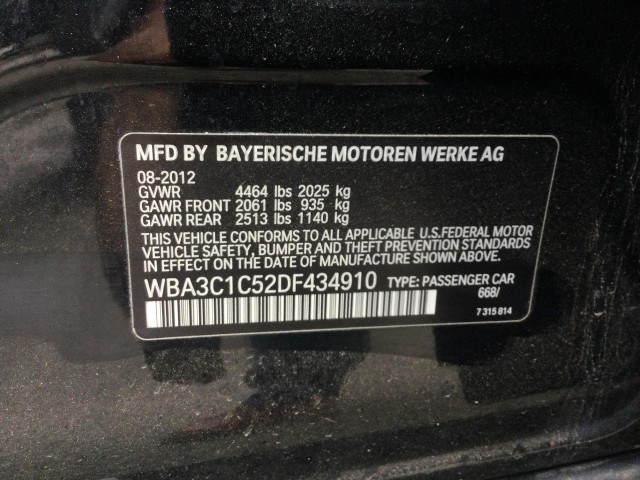 MFD BY BAYERISCHE MOTOREN WERKE AG
08-2012
GVWR 4464 lbs 2025 kg
GAWR FRONT 2061 lbs 935 kg
GAWR REAR 2513 lbs 1140 kg
THIS VEHICLE CONFORMS TO ALL APPLICABLE U.S.FEDERAL MOTOR
VEHICLE SAFETY, BUMPER AND THEFT PREVENTION STANDARDS
IN EFFECT ON THE DATE OF MANUFACTURE SHOWN ABOVE.
WBA3C1C52DF434910 TYPE: PASSENGER CAR
668/
7 315 814